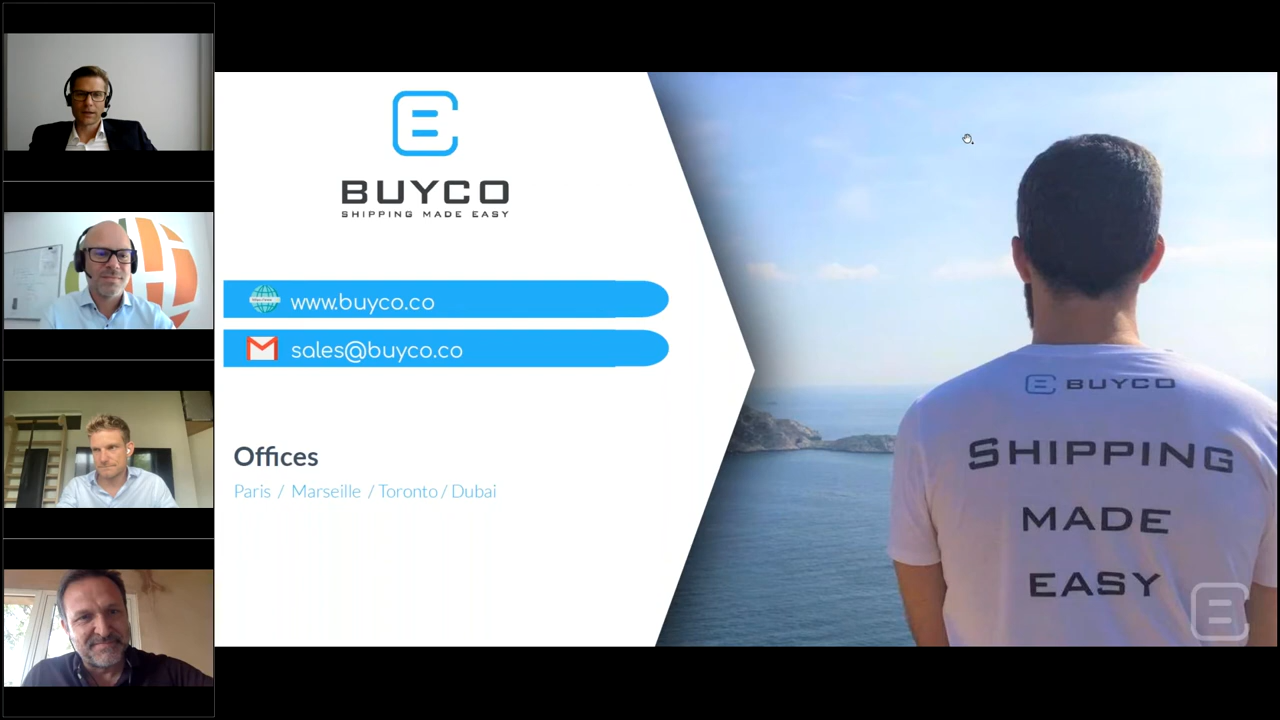 BUYCO
SHIPPING MADE EASY
www.buyco.co
sales@buyco.co
Offices
Paris / Marseille / Toronto / Dubai
BUYCO
SHIPPING
MADE
EASY